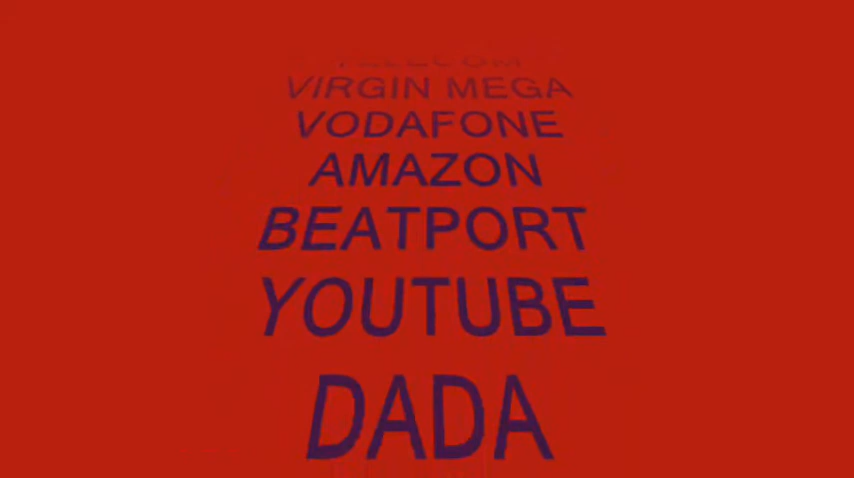 VIRGIN MEGA
VODAFONE
AMAZON
BEATPORT
YOUTUBE
DADA